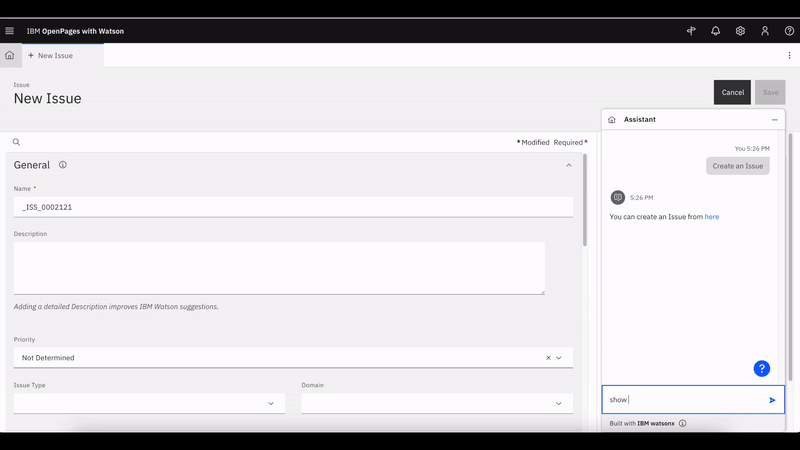 IBM OpenPages with Watson
+ New Issue
Issue
New Issue
Cancel
Save
* Modified Required *
General
Name *
_ISS_0002121
Description
Adding a detailed Description improves IBM Watson suggestions.
Priority
Not Determined
Issue Type
Domain
Assistant
You 5:26 PM
Create an Issue
5:26 PM
You can create an Issue from here
?
show
Built with IBM watsonx